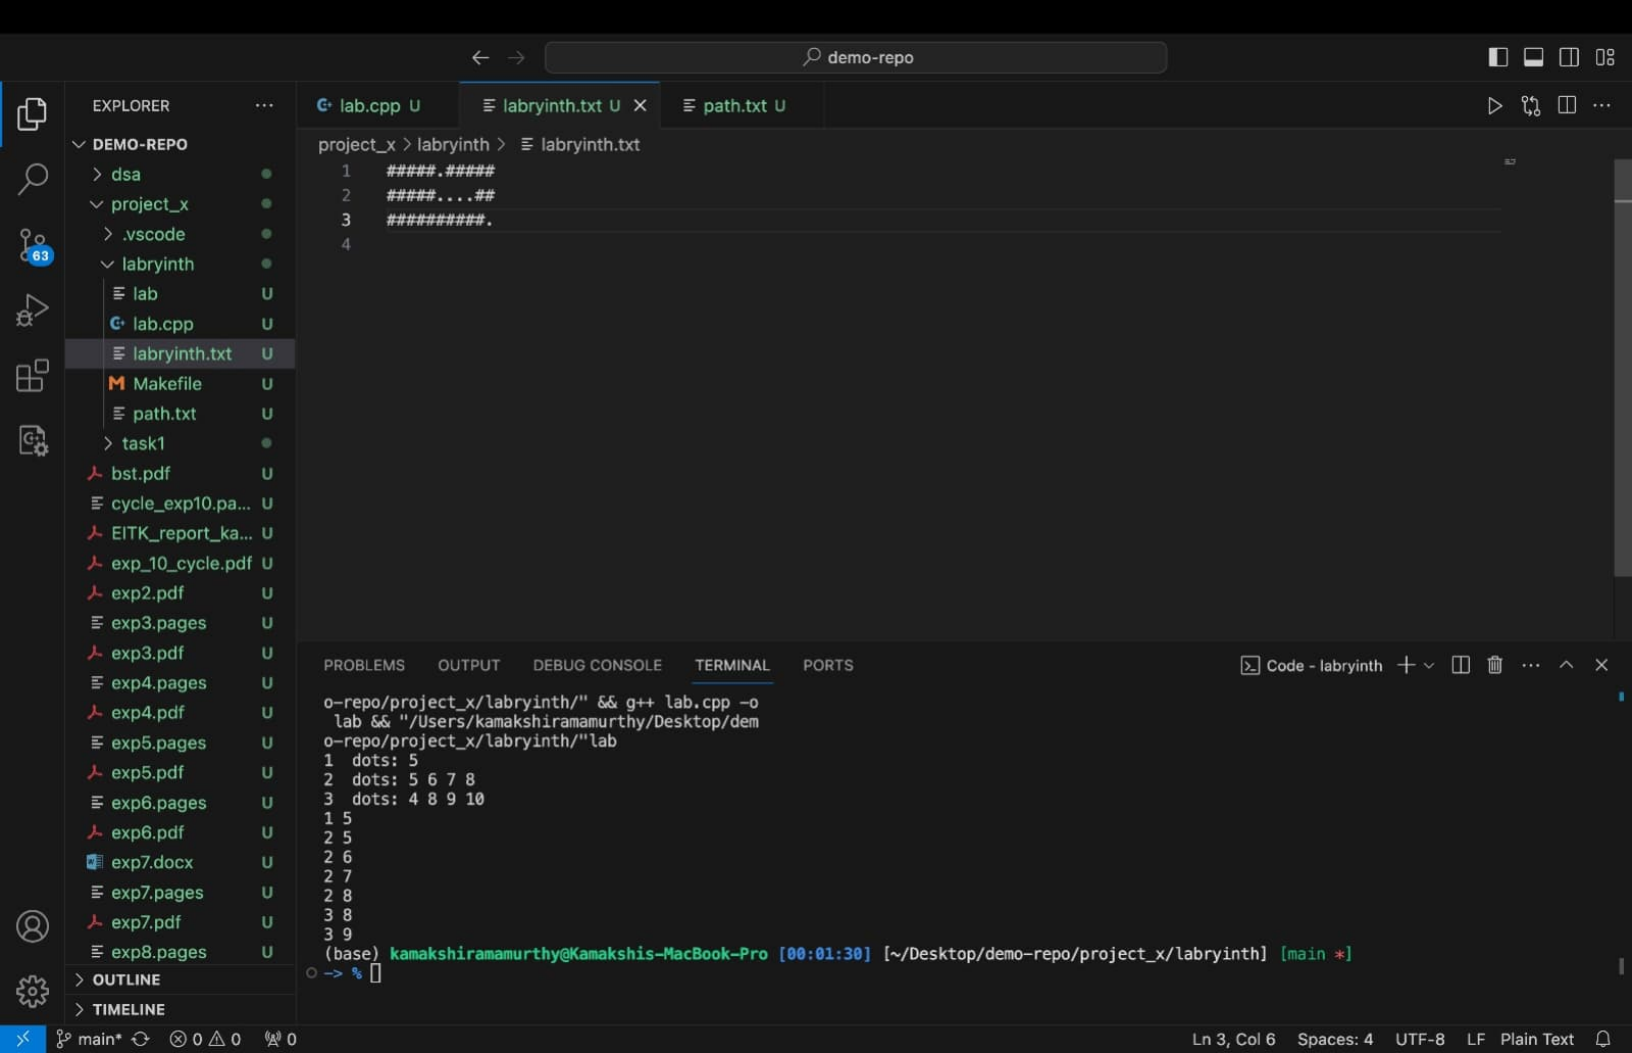 demo-repo
EXPLORER
lab.cpp U
labryinth.txt U
path.txt U
DEMO-REPO
project_x > labryinth > labryinth.txt
dsa
project_x
.vscode
labryinth
lab U
lab.cpp U
labryinth.txt U
Makefile U
path.txt U
task1
bst.pdf U
cycle_exp10.pa... U
EITK_report_ka... U
exp_10_cycle.pdf U
exp2.pdf U
exp3.pages U
exp3.pdf U
exp4.pages U
exp4.pdf U
exp5.pages U
exp5.pdf U
exp6.pages U
exp6.pdf U
exp7.docx U
exp7.pages U
exp7.pdf U
exp8.pages U
OUTLINE
TIMELINE
63
1 #####.#####
2 #####....##
3 ##########.
4
PROBLEMS OUTPUT DEBUG CONSOLE TERMINAL PORTS
Code - labryinth
o-repo/project_x/labryinth/" && g++ lab.cpp -o
lab && "/Users/kamakshiramamurthy/Desktop/dem
o-repo/project_x/labryinth/"lab
1 dots: 5
2 dots: 5 6 7 8
3 dots: 4 8 9 10
1 5
2 5
2 6
2 7
2 8
3 8
3 9
(base) kamakshiramamurthy@Kamakshis-MacBook-Pro [00:01:30] [~/Desktop/demo-repo/project_x/labryinth] [main *]
-> %
main* 0 0 0
Ln 3, Col 6 Spaces: 4 UTF-8 LF Plain Text